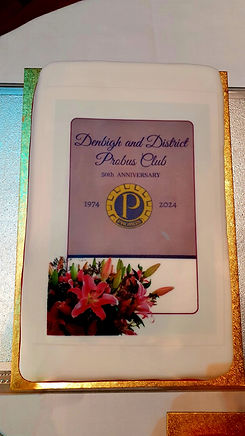 Denbigh and District
Probus Club
50th ANNIVERSARY
1974
P
2024